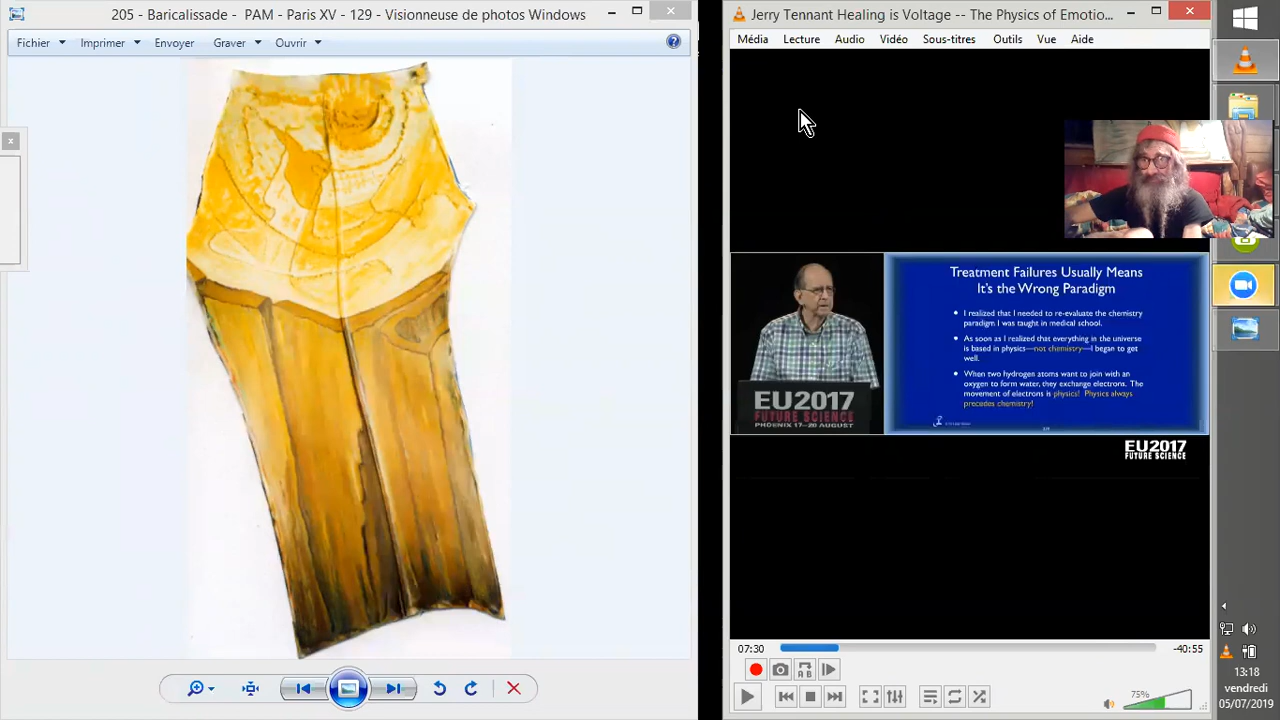 205 - Baricalissade - PAM - Paris XV - 129 - Visionneuse de photos Windows
Fichier Imprimer Envoyer Graver Ouvrir
Jerry Tennant Healing is Voltage -- The Physics of Emotio...
Média Lecture Audio Vidéo Sous-titres Outils Vue Aide
Treatment Failures Usually Means
It's the Wrong Paradigm
• I realized that I needed to re-evaluate the chemistry
paradigm I was taught in medical school.
• As soon as I realized that everything in the universe
is based in physics—not chemistry—I began to get
well.
• When two hydrogen atoms want to join with an
oxygen to form water, they exchange electrons. The
movement of electrons is physics! Physics always
precedes chemistry!
EU2017
FUTURE SCIENCE
PHOENIX 17–20 AUGUST
EU2017
FUTURE SCIENCE
07:30
-40:55
75%
13:18
vendredi
05/07/2019